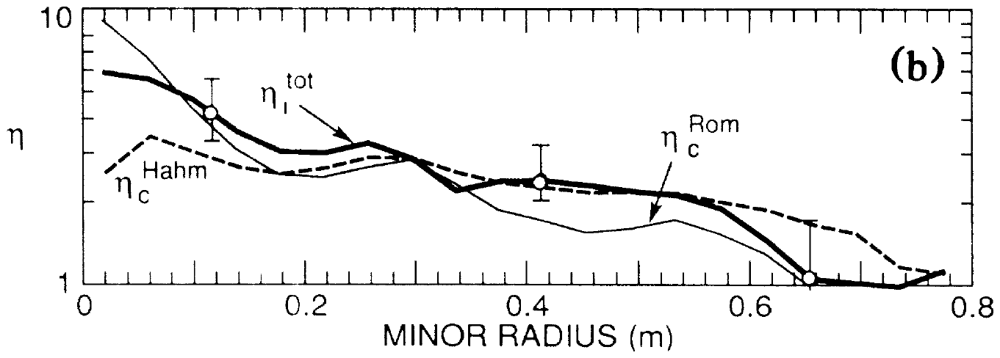 10
(b)
η_i^tot
η
η_c^Rom
η_c^Hahm
1
0 0.2 0.4 0.6 0.8
MINOR RADIUS (m)